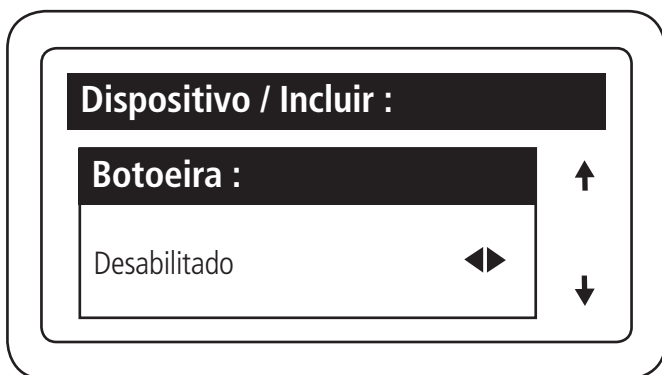 Dispositivo / Incluir :
Botoeira :
Desabilitado